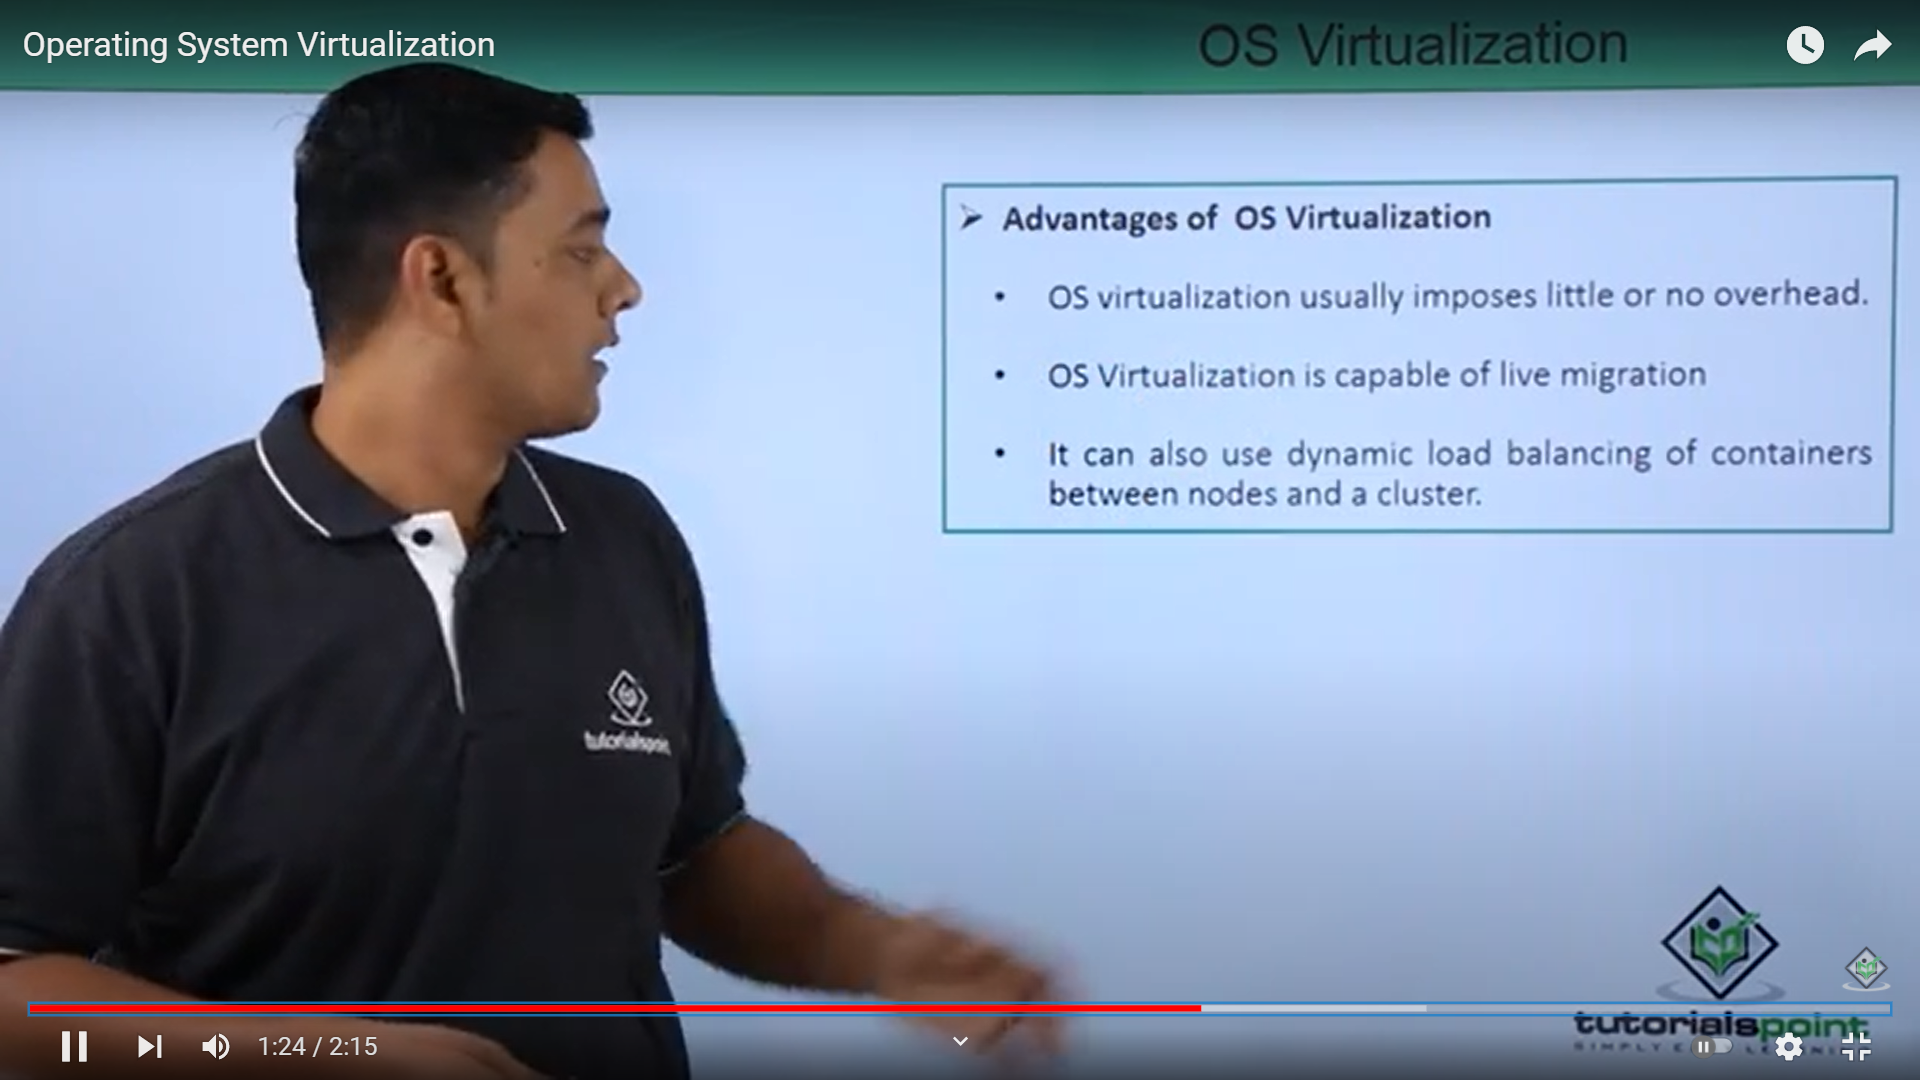 Operating System Virtualization
OS Virtualization
Advantages of OS Virtualization
OS virtualization usually imposes little or no overhead.
OS Virtualization is capable of live migration
It can also use dynamic load balancing of containers
between nodes and a cluster.
tutorialspoint
tutorialspoint
1:24 / 2:15